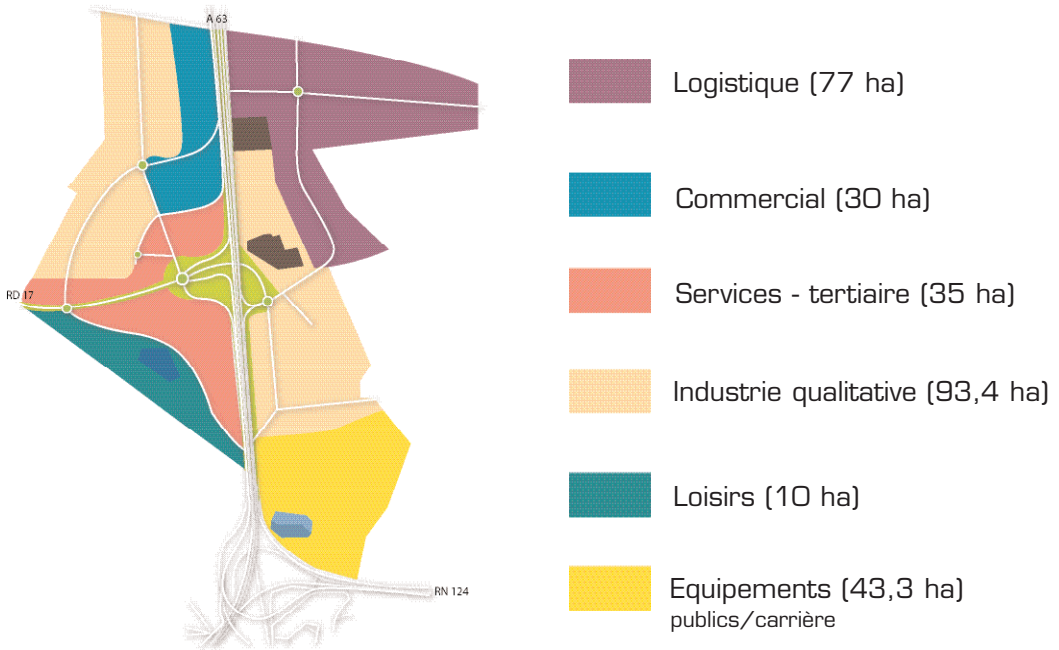 A 63
Logistique (77 ha)
Commercial (30 ha)
RD 17
Services - tertiaire (35 ha)
Industrie qualitative (93,4 ha)
Loisirs (10 ha)
RN 124
Equipements (43,3 ha)
publics/carrière